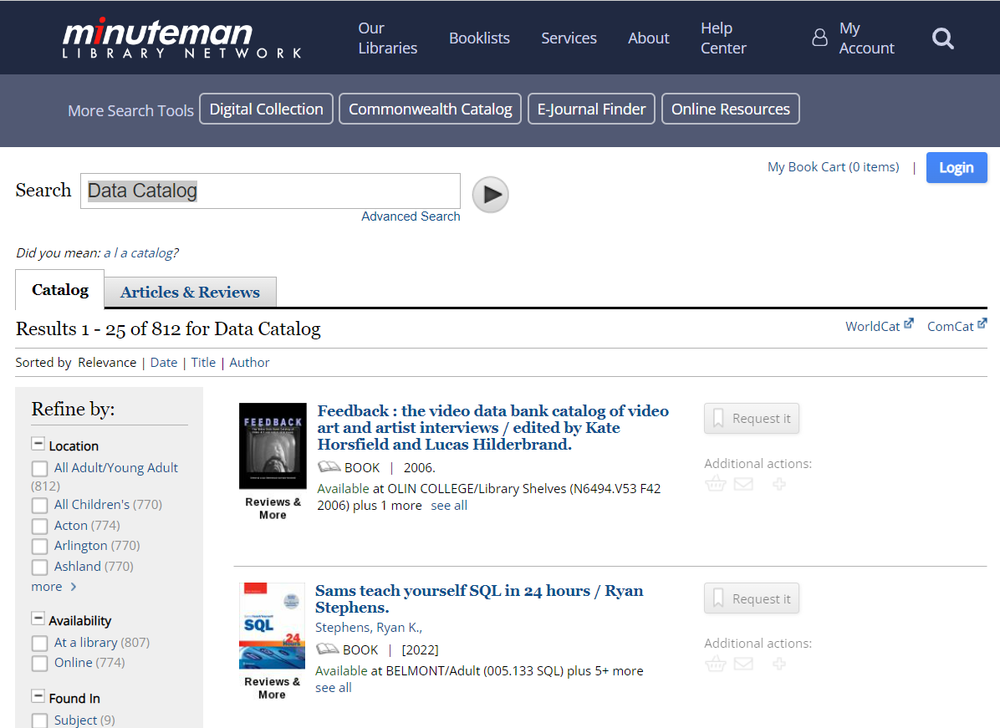 minuteman
LIBRARY NETWORK
Our
Libraries
Booklists
Services
About
Help
Center
My
Account
More Search Tools
Digital Collection
Commonwealth Catalog
E-Journal Finder
Online Resources
My Book Cart (0 items) |
Login
Search
Data Catalog
Advanced Search
Did you mean: a l a catalog?
Catalog
Articles & Reviews
Results 1 - 25 of 812 for Data Catalog
WorldCat
ComCat
Sorted by Relevance | Date | Title | Author
Refine by:
Location
All Adult/Young Adult
(812)
All Children's (770)
Acton (774)
Arlington (770)
Ashland (770)
more
Availability
At a library (807)
Online (774)
Found In
Subject (9)
FEEDBACK
Reviews &
More
Feedback : the video data bank catalog of video
art and artist interviews / edited by Kate
Horsfield and Lucas Hilderbrand.
BOOK | 2006.
Available at OLIN COLLEGE/Library Shelves (N6494.V53 F42
2006) plus 1 more see all
Request it
Additional actions:
SQL
24
Hours
Reviews &
More
Sams teach yourself SQL in 24 hours / Ryan
Stephens.
Stephens, Ryan K.,
BOOK | [2022]
Available at BELMONT/Adult (005.133 SQL) plus 5+ more
see all
Request it
Additional actions: